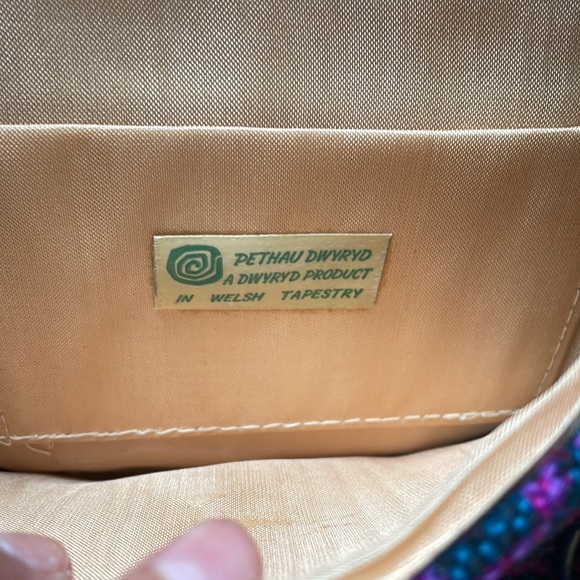 PETHAU DWYRYD
A DWYRYD PRODUCT
IN WELSH TAPESTRY